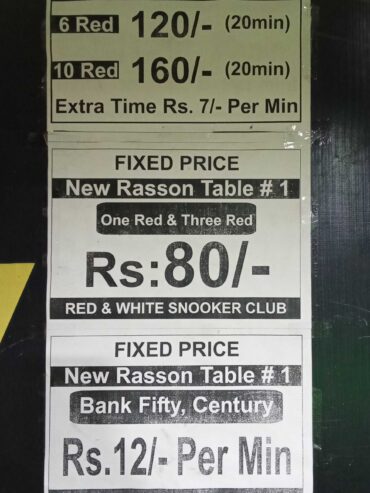 6 Red 120/- (20min)
10 Red 160/- (20min)
Extra Time Rs. 7/- Per Min
FIXED PRICE
New Rasson Table # 1
One Red & Three Red
Rs:80/-
RED & WHITE SNOOKER CLUB
FIXED PRICE
New Rasson Table # 1
Bank Fifty, Century
Rs.12/- Per Min